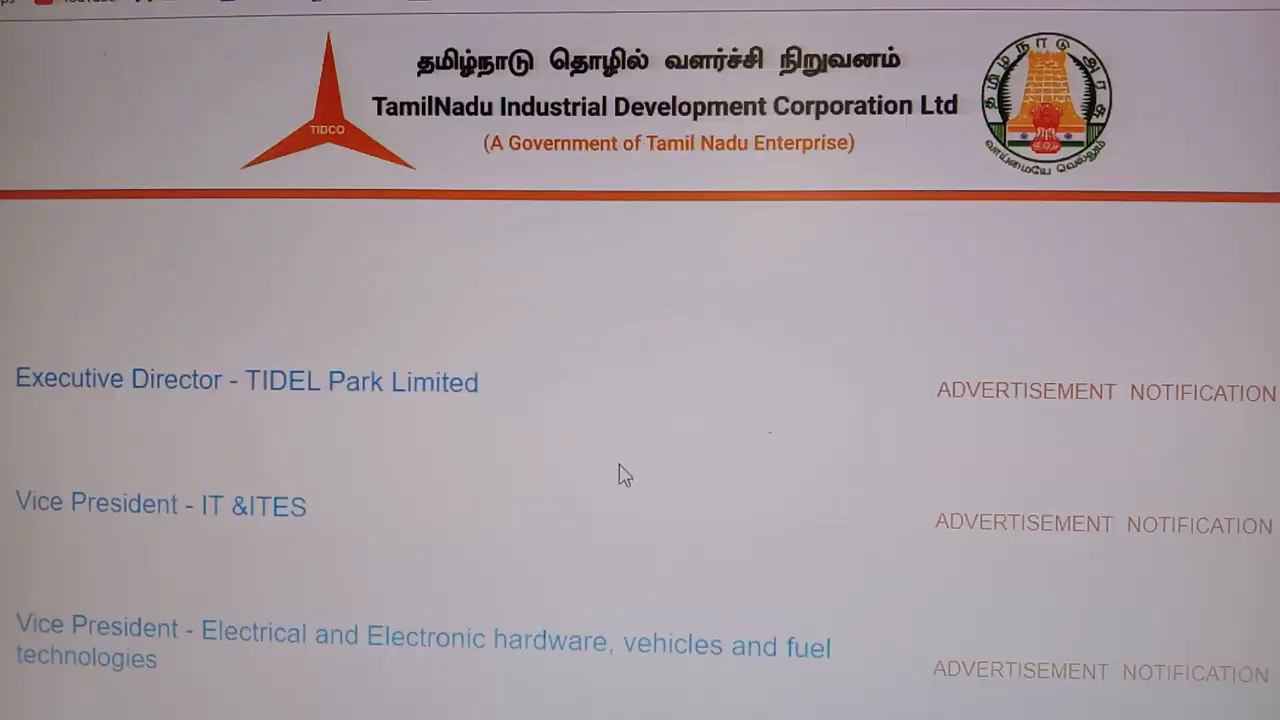 தமிழ்நாடு தொழில் வளர்ச்சி நிறுவனம்
TamilNadu Industrial Development Corporation Ltd
(A Government of Tamil Nadu Enterprise)
TIDCO
தமிழ்நாடு அரசு
வாய்மையே வெல்லும்
Executive Director - TIDEL Park Limited
ADVERTISEMENT NOTIFICATION
Vice President - IT &ITES
ADVERTISEMENT NOTIFICATION
Vice President - Electrical and Electronic hardware, vehicles and fuel
technologies
ADVERTISEMENT NOTIFICATION